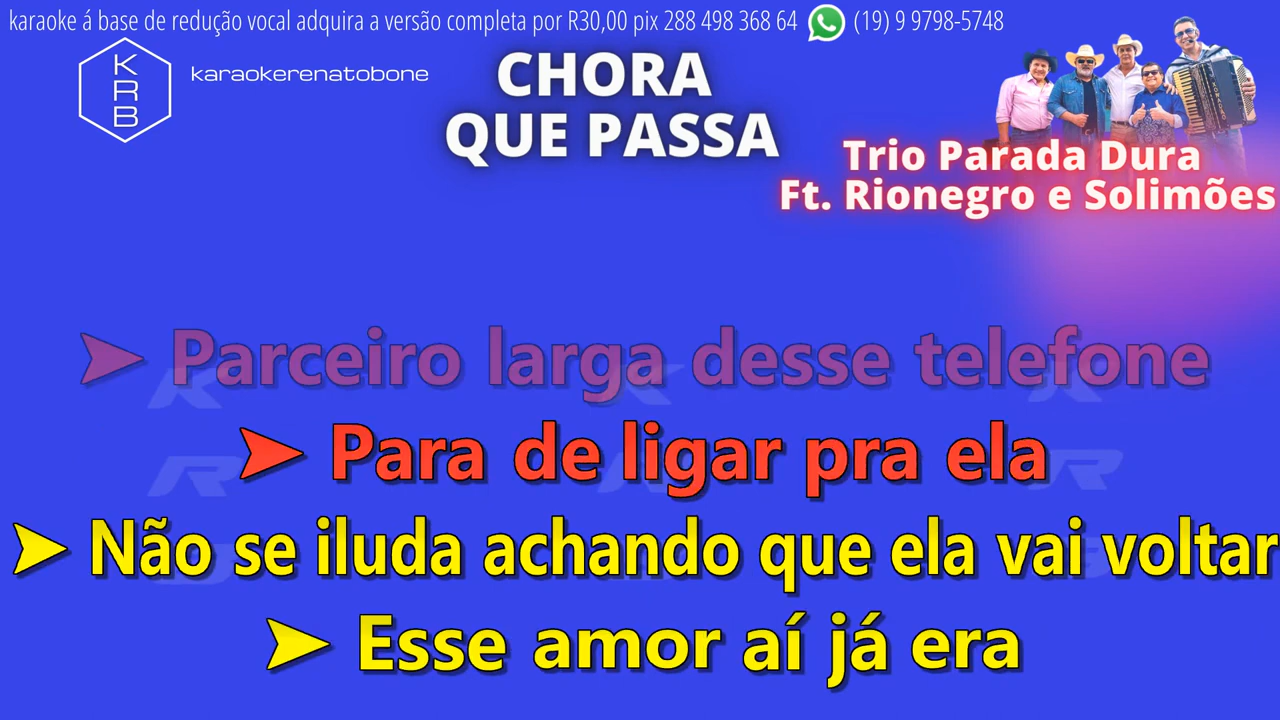 karaoke á base de redução vocal adquira a versão completa por R30,00 pix 288 498 368 64 (19) 9 9798-5748
KRB
karaokerenatobone
CHORA
QUE PASSA
Trio Parada Dura
Ft. Rionegro e Solimões
➤ Parceiro larga desse telefone
➤ Para de ligar pra ela
➤ Não se iluda achando que ela vai voltar
➤ Esse amor aí já era